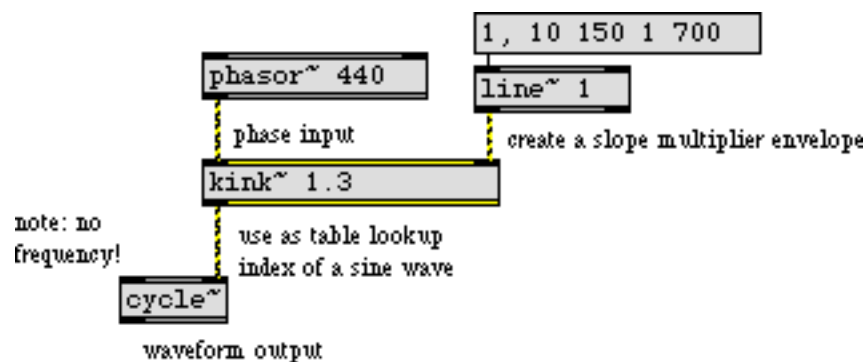 1, 10 150 1 700
phasor~ 440
line~ 1
phase input
create a slope multiplier envelope
kink~ 1.3
note: no
frequency!
use as table lookup
index of a sine wave
cycle~
waveform output